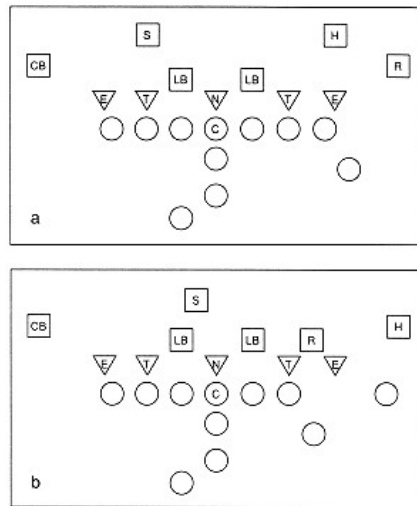 S H
CB R
LB LB
E T N T E
C
a
S
CB H
LB LB R
E T N T E
C
b